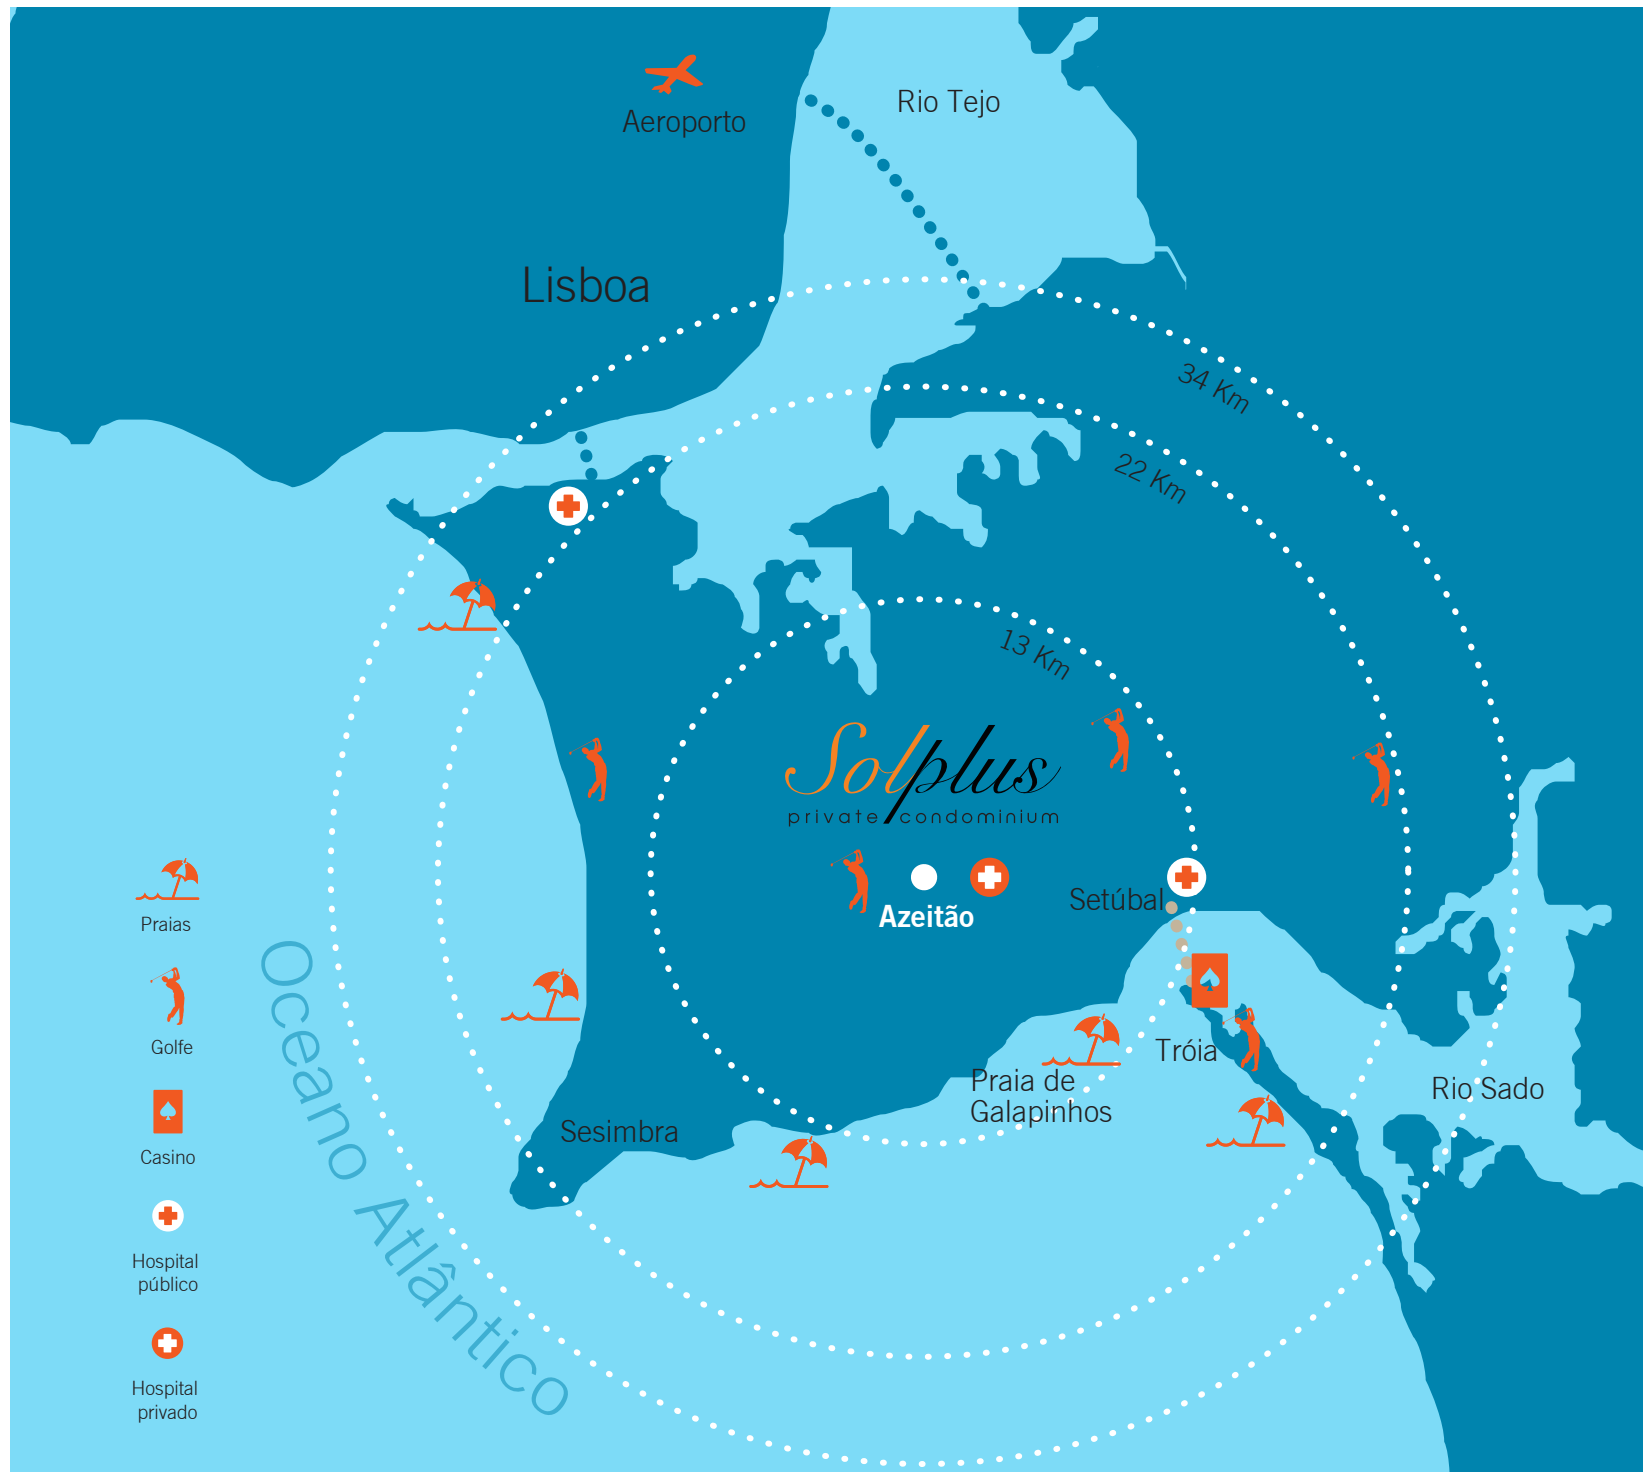 Aeroporto
Rio Tejo
Lisboa
34 Km
22 Km
13 Km
Solplus
private condominium
Setúbal
Azeitão
Praias
Oceano Atlântico
Golfe
Tróia
Praia de
Galapinhos
Rio Sado
Sesimbra
Casino
Hospital
público
Hospital
privado